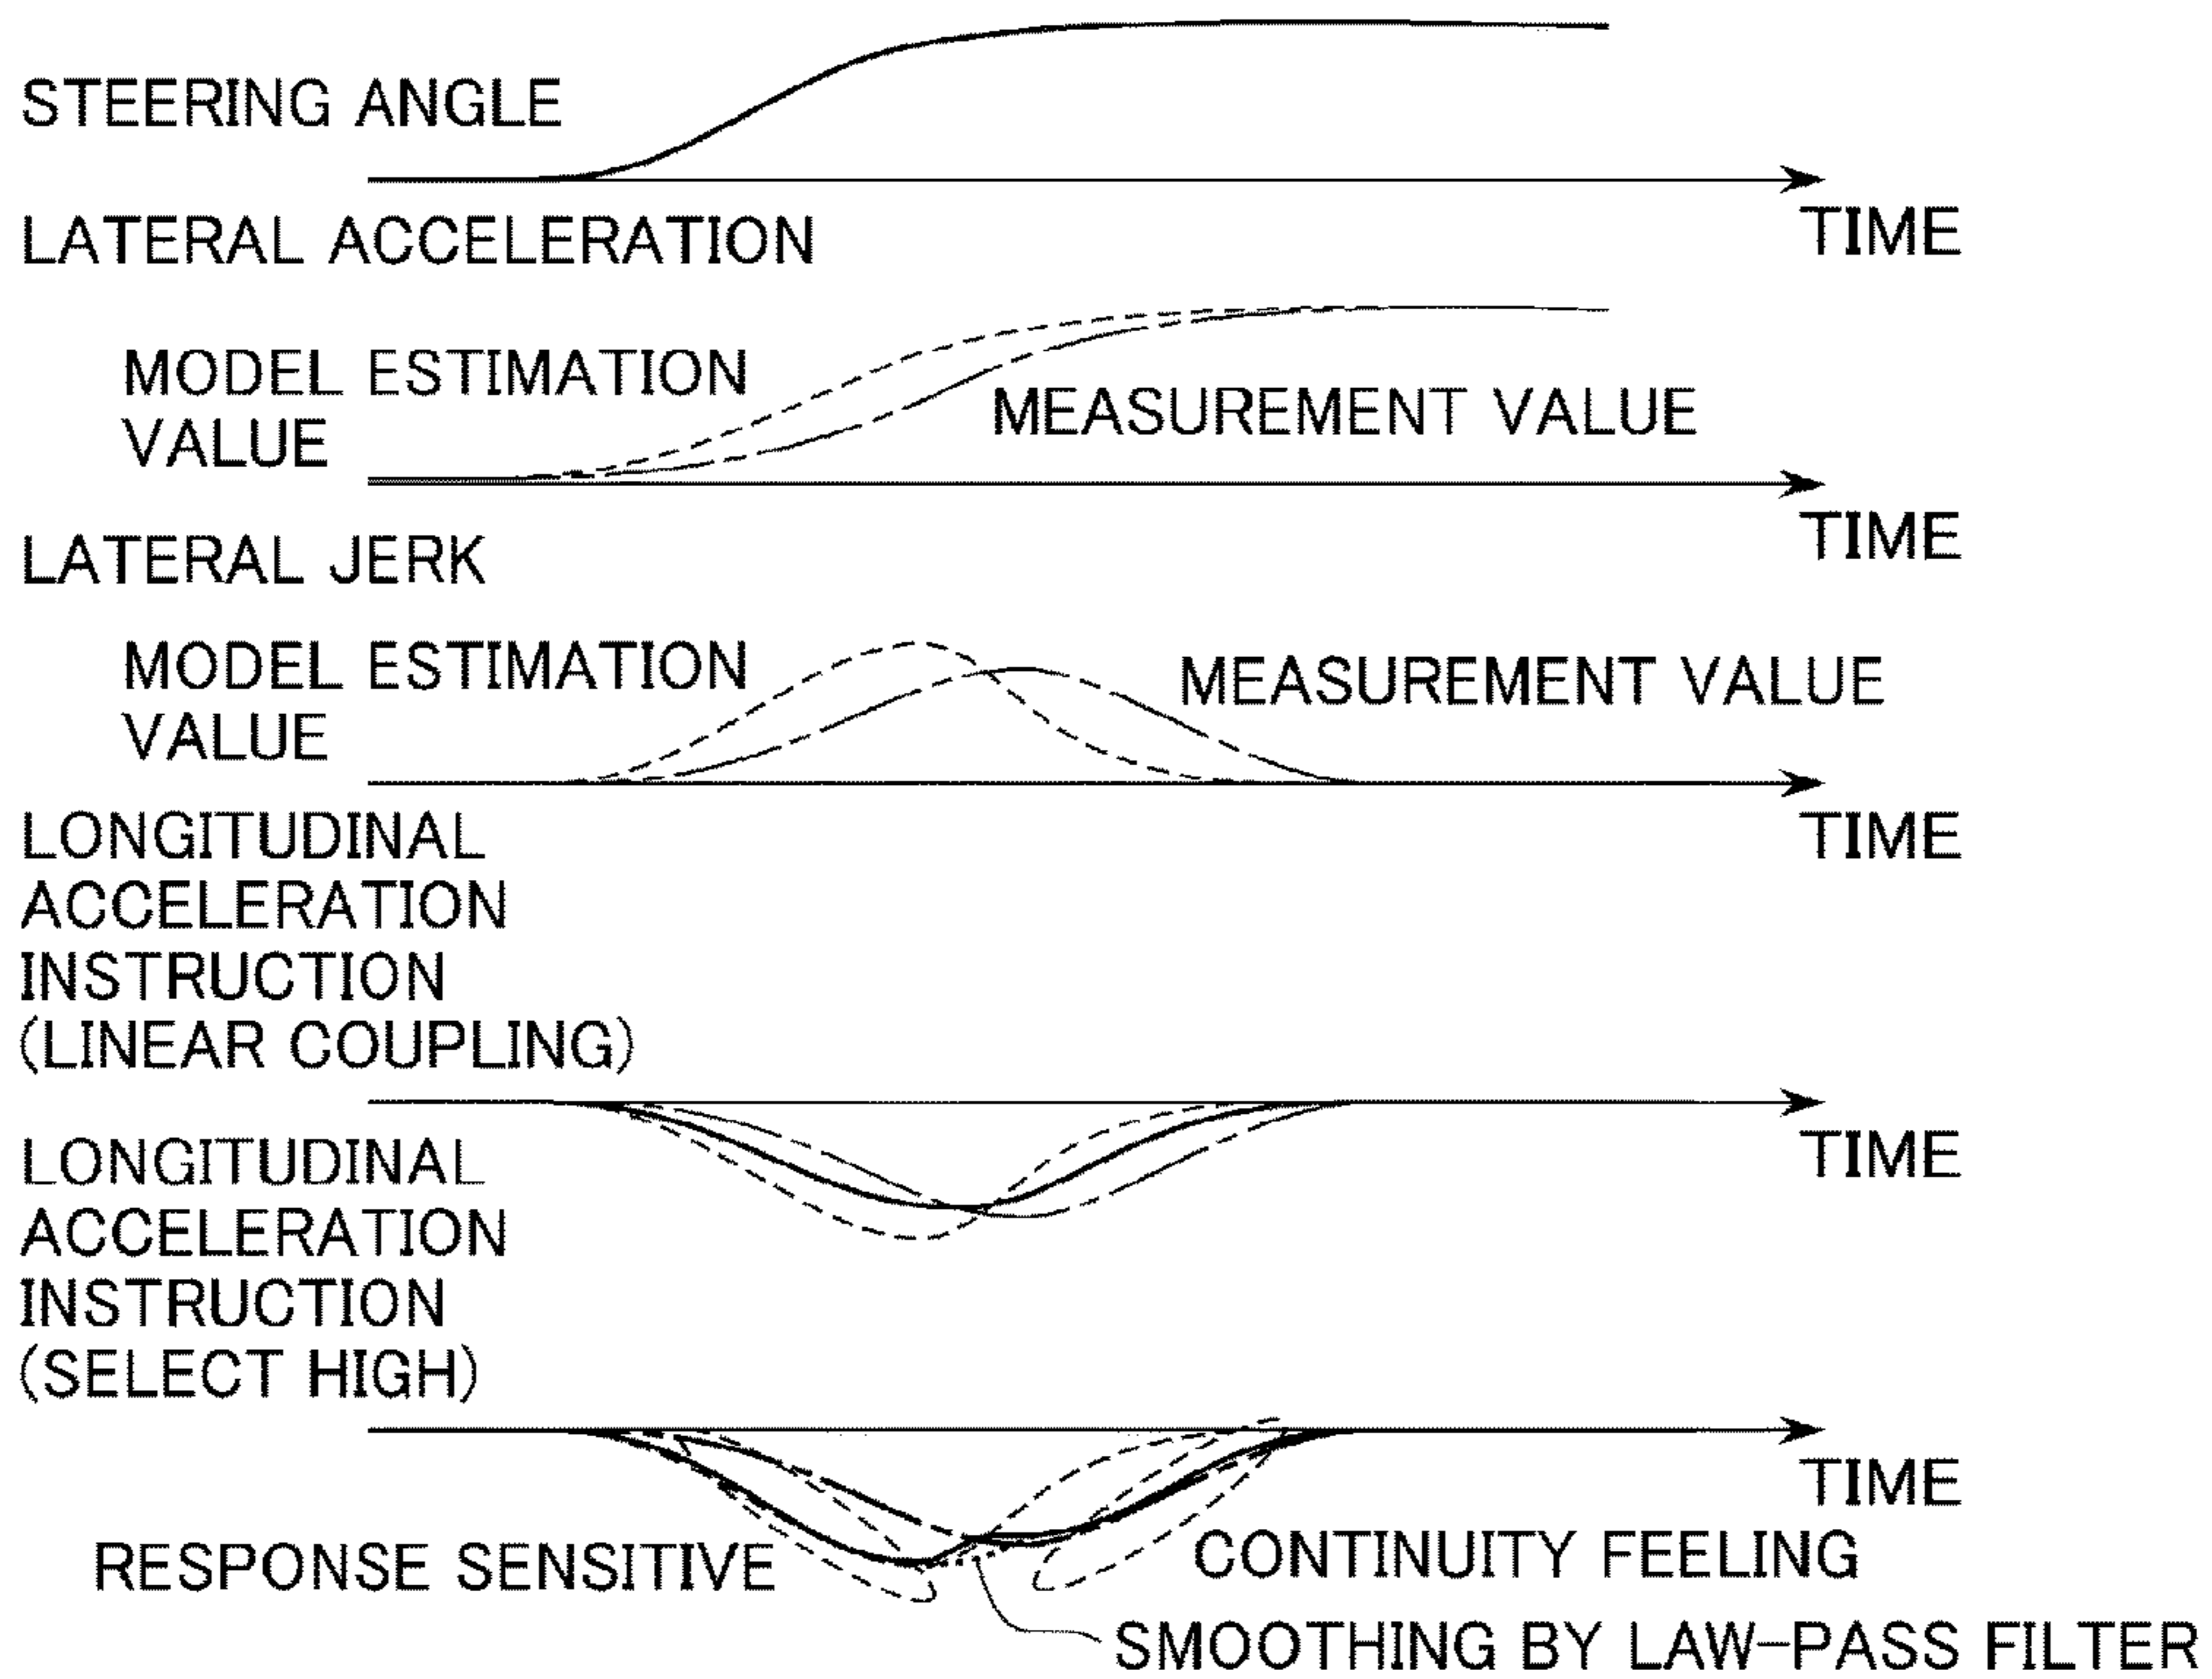 STEERING ANGLE
TIME
LATERAL ACCELERATION
MODEL ESTIMATION
VALUE
MEASUREMENT VALUE
TIME
LATERAL JERK
MODEL ESTIMATION
VALUE
MEASUREMENT VALUE
TIME
LONGITUDINAL
ACCELERATION
INSTRUCTION
(LINEAR COUPLING)
TIME
LONGITUDINAL
ACCELERATION
INSTRUCTION
(SELECT HIGH)
TIME
RESPONSE SENSITIVE
CONTINUITY FEELING
SMOOTHING BY LAW-PASS FILTER